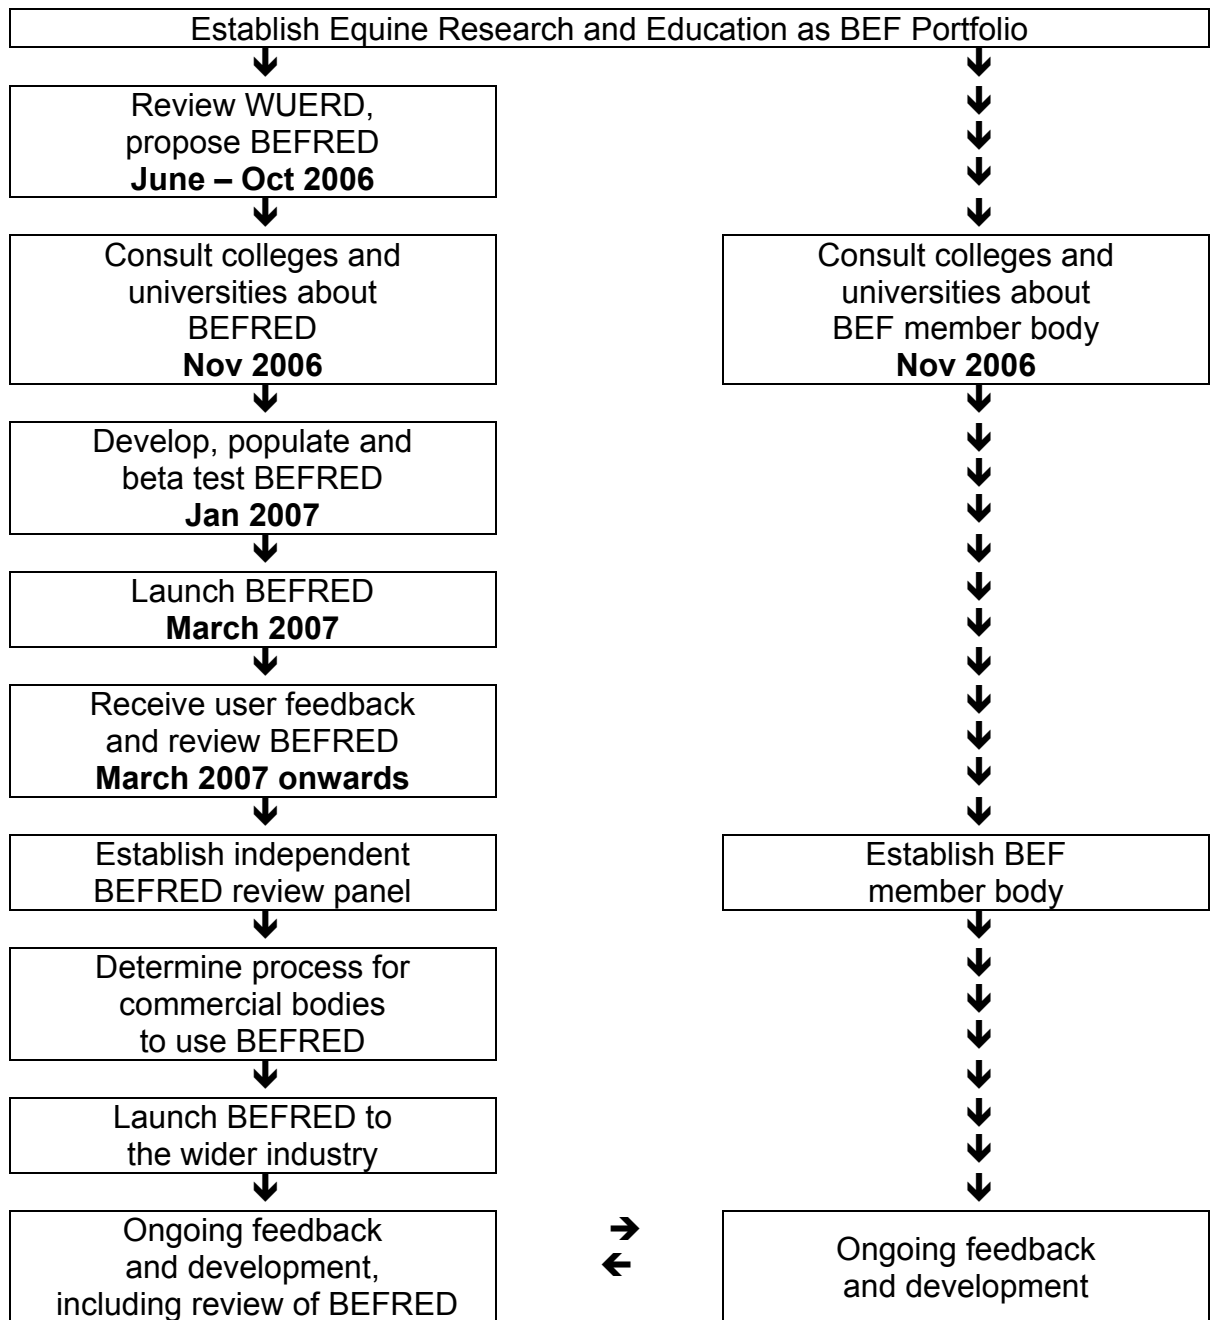 Establish Equine Research and Education as BEF Portfolio
Review WUERD,
propose BEFRED
June – Oct 2006
Consult colleges and
universities about
BEFRED
Nov 2006
Consult colleges and
universities about
BEF member body
Nov 2006
Develop, populate and
beta test BEFRED
Jan 2007
Launch BEFRED
March 2007
Receive user feedback
and review BEFRED
March 2007 onwards
Establish independent
BEFRED review panel
Establish BEF
member body
Determine process for
commercial bodies
to use BEFRED
Launch BEFRED to
the wider industry
Ongoing feedback
and development,
including review of BEFRED
Ongoing feedback
and development